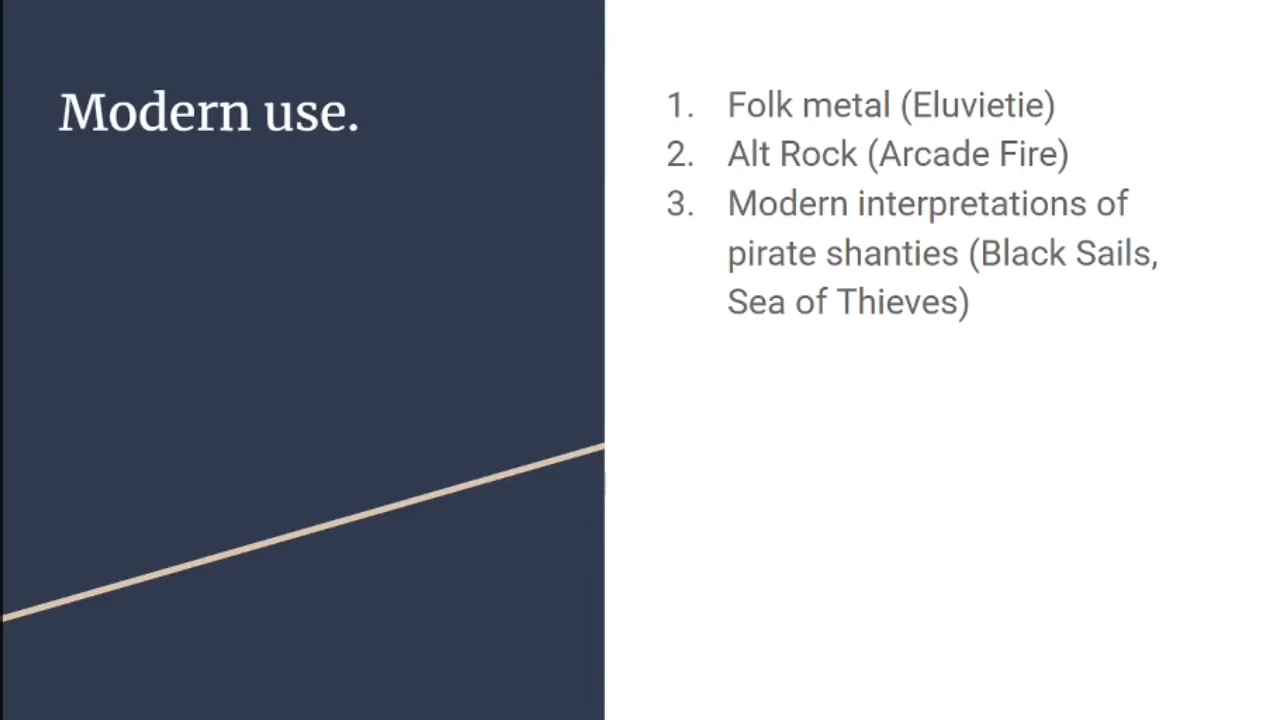 Modern use.
1. Folk metal (Eluvietie)
2. Alt Rock (Arcade Fire)
3. Modern interpretations of
pirate shanties (Black Sails,
Sea of Thieves)